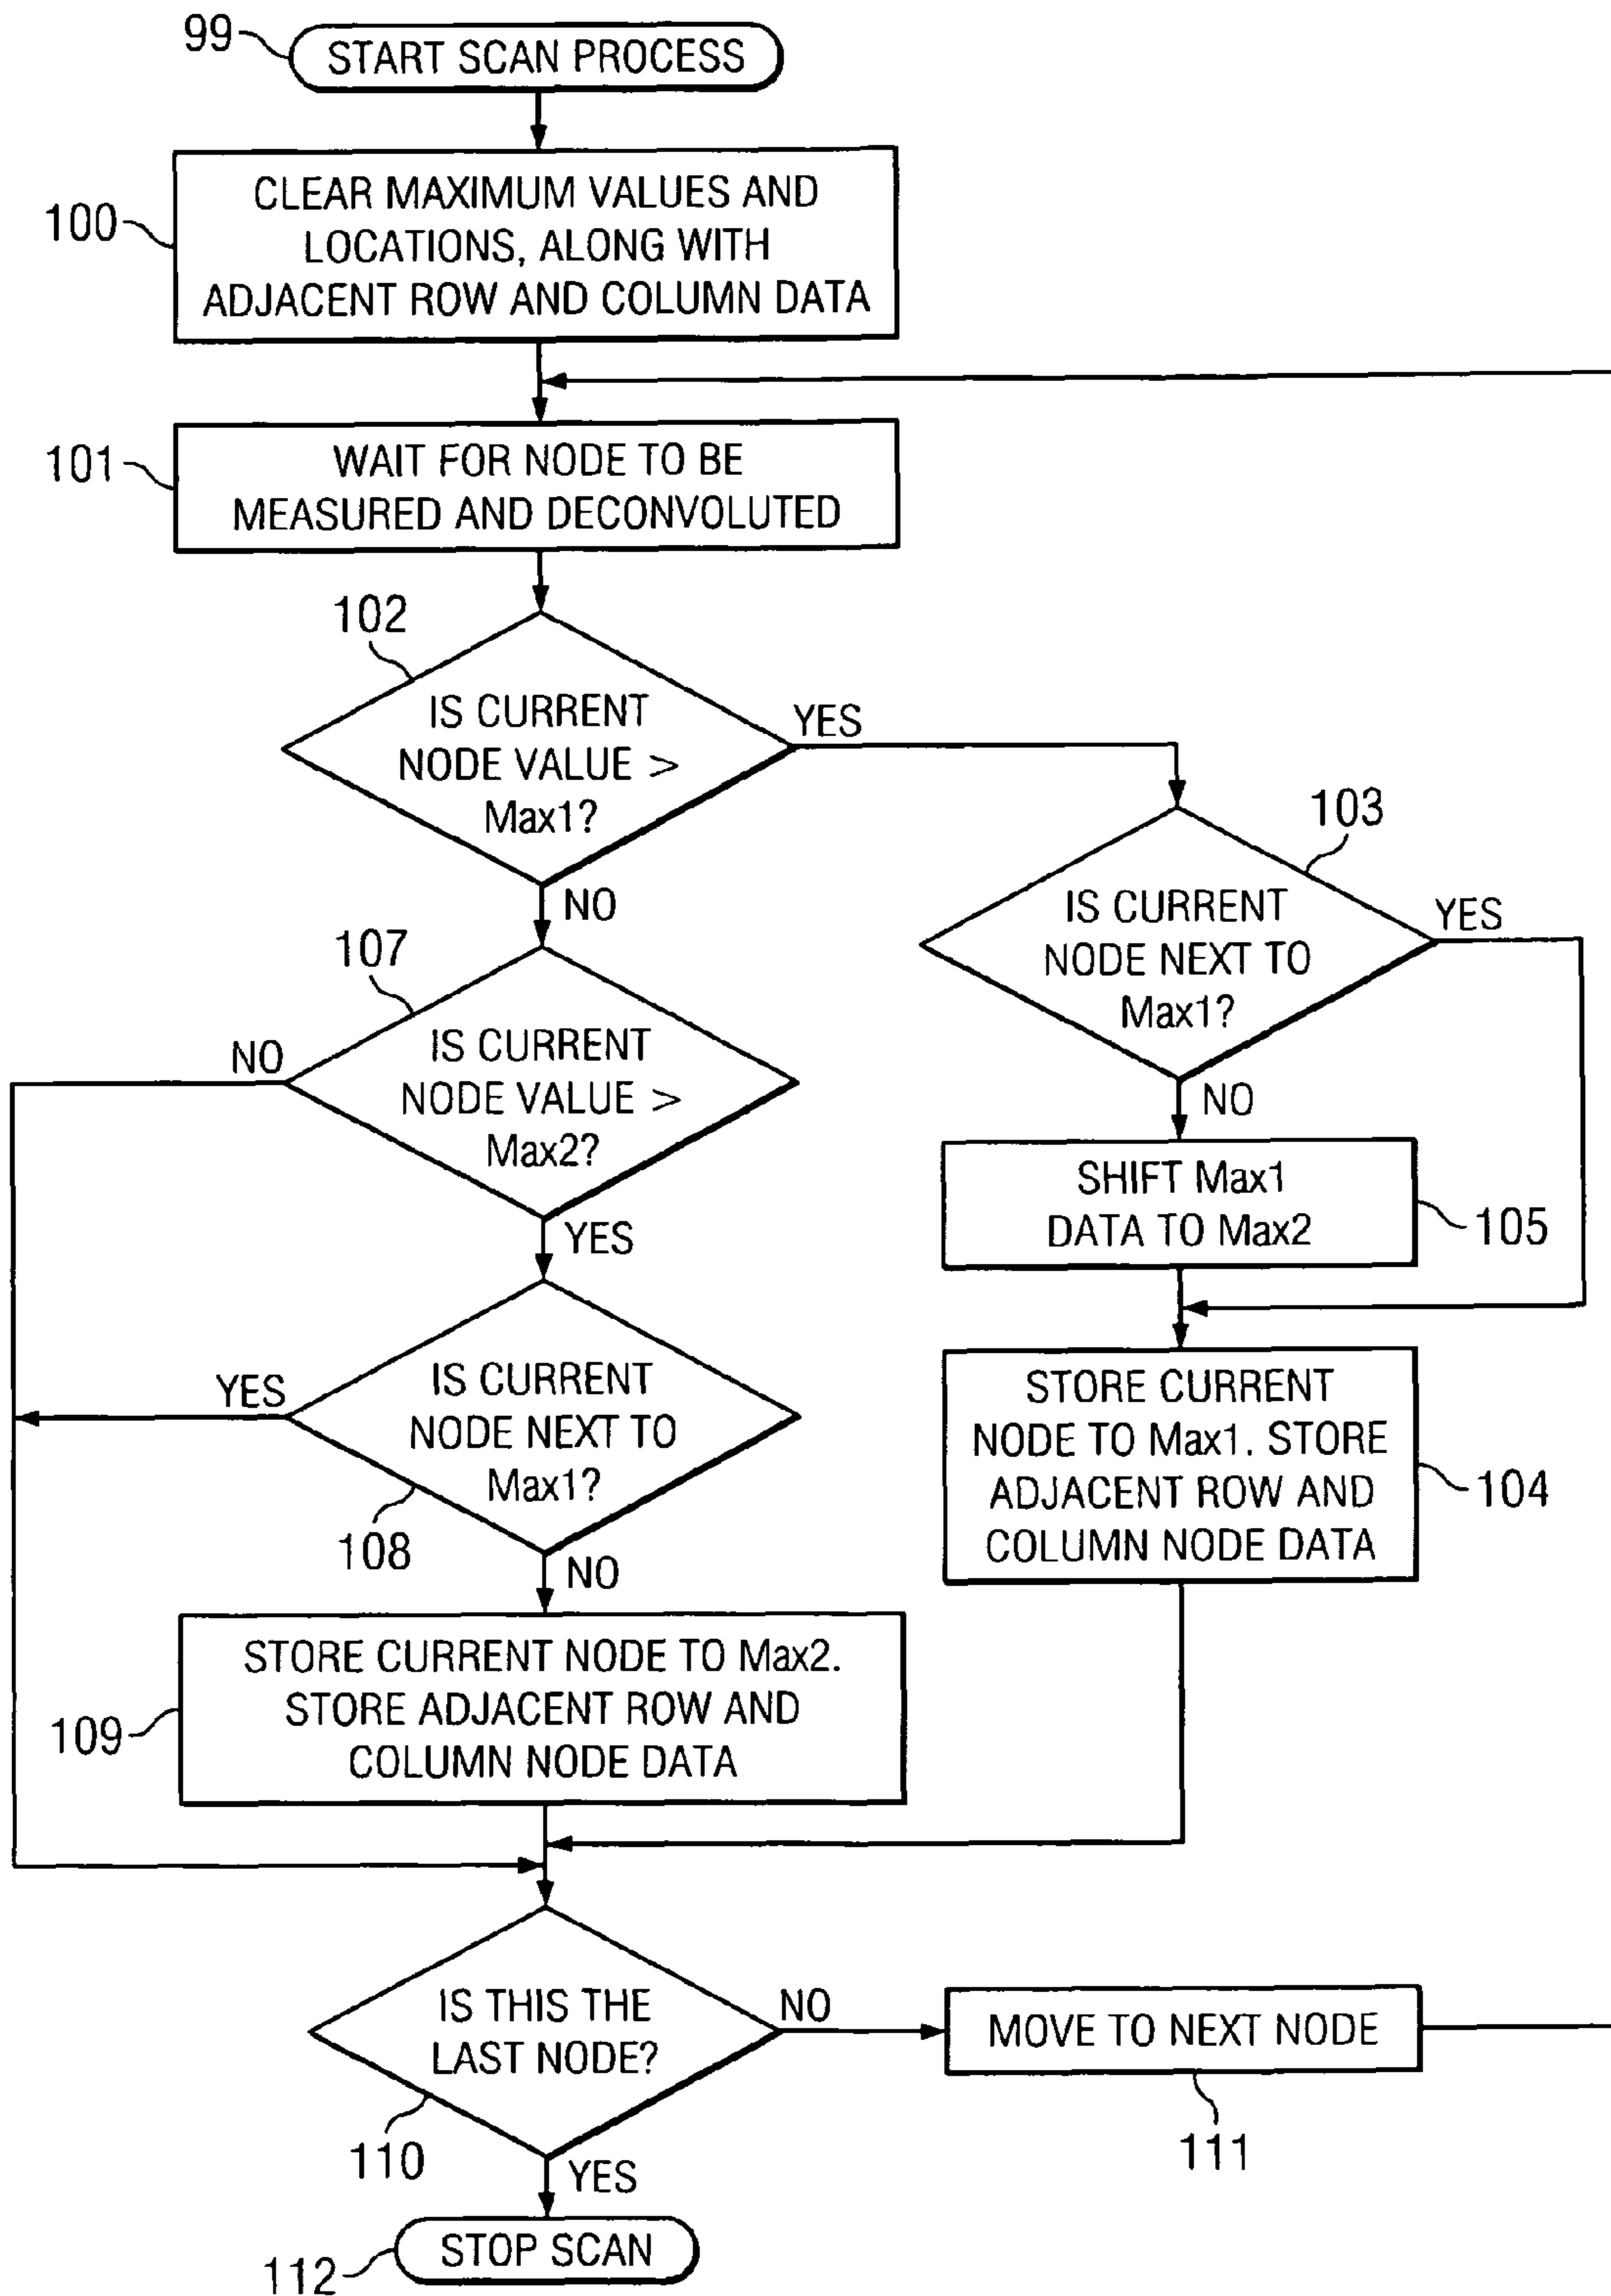 99
START SCAN PROCESS
100
CLEAR MAXIMUM VALUES AND
LOCATIONS, ALONG WITH
ADJACENT ROW AND COLUMN DATA
101
WAIT FOR NODE TO BE
MEASURED AND DECONVOLUTED
102
IS CURRENT
NODE VALUE >
Max1?
YES
NO
103
IS CURRENT
NODE NEXT TO
Max1?
YES
NO
107
IS CURRENT
NODE VALUE >
Max2?
NO
YES
SHIFT Max1
DATA TO Max2
105
108
IS CURRENT
NODE NEXT TO
Max1?
YES
NO
STORE CURRENT
NODE TO Max1. STORE
ADJACENT ROW AND
COLUMN NODE DATA
104
109
STORE CURRENT NODE TO Max2.
STORE ADJACENT ROW AND
COLUMN NODE DATA
IS THIS THE
LAST NODE?
110
NO
YES
MOVE TO NEXT NODE
111
STOP SCAN
112